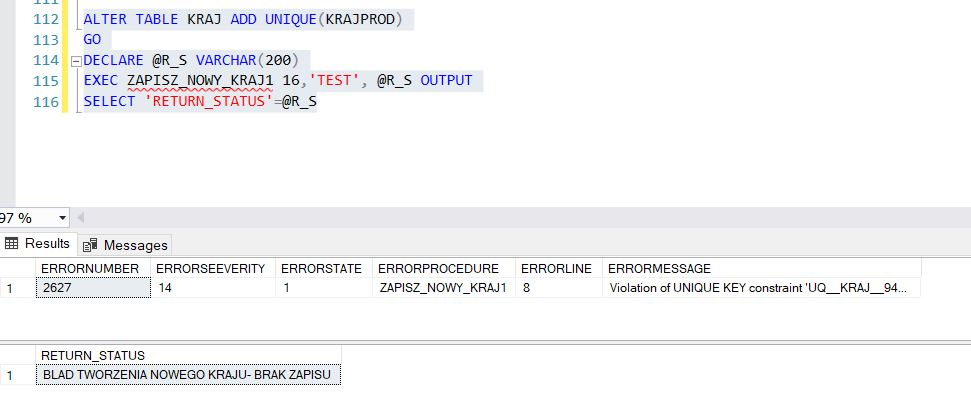 112 ALTER TABLE KRAJ ADD UNIQUE(KRAJPROD)
113 GO
114 DECLARE @R_S VARCHAR(200)
115 EXEC ZAPISZ_NOWY_KRAJ1 16,'TEST', @R_S OUTPUT
116 SELECT 'RETURN_STATUS'=@R_S
97 %
Results Messages
ERRORNUMBER ERRORSEEVERITY ERRORSTATE ERRORPROCEDURE ERRORLINE ERRORMESSAGE
1 2627 14 1 ZAPISZ_NOWY_KRAJ1 8 Violation of UNIQUE KEY constraint 'UQ__KRAJ__94...
RETURN_STATUS
1 BLAD TWORZENIA NOWEGO KRAJU- BRAK ZAPISU